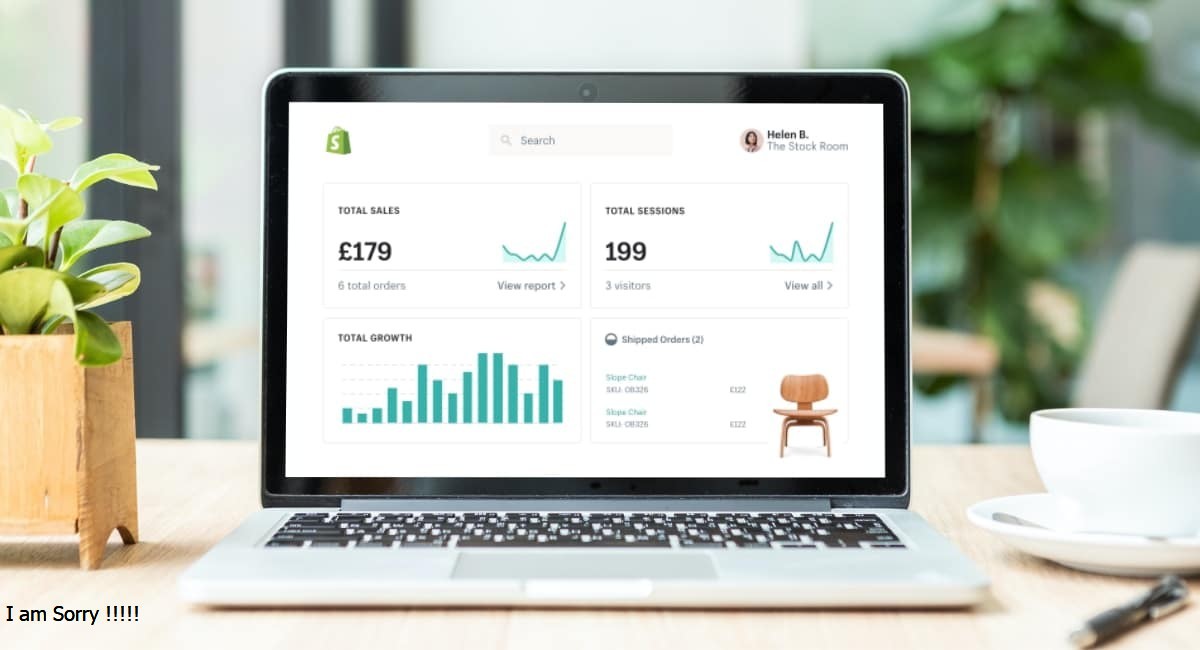 S
Search
Helen B.
The Stock Room
TOTAL SALES
£179
6 total orders
View report >
TOTAL SESSIONS
199
3 visitors
View all >
TOTAL GROWTH
Shipped Orders (2)
Slope Chair
SKU: OB326 £122
Slope Chair
SKU: OB326 £122
I am Sorry !!!!!